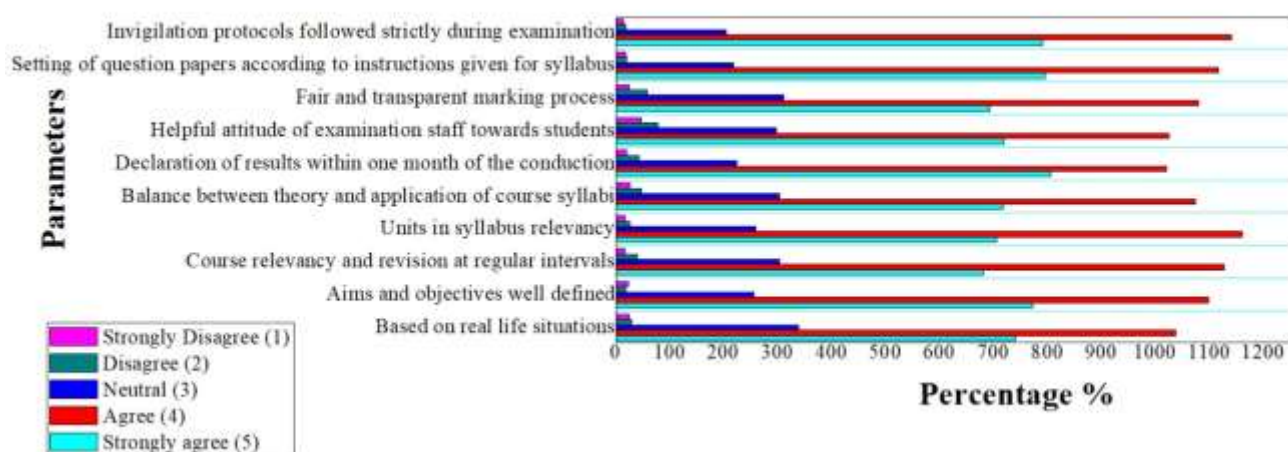 Parameters
Invigilation protocols followed strictly during examination
Setting of question papers according to instructions given for syllabus
Fair and transparent marking process
Helpful attitude of examination staff towards students
Declaration of results within one month of the conduction
Balance between theory and application of course syllabi
Units in syllabus relevancy
Course relevancy and revision at regular intervals
Aims and objectives well defined
Based on real life situations
0 100 200 300 400 500 600 700 800 900 1000 1100 1200
Percentage %
Strongly Disagree (1)
Disagree (2)
Neutral (3)
Agree (4)
Strongly agree (5)